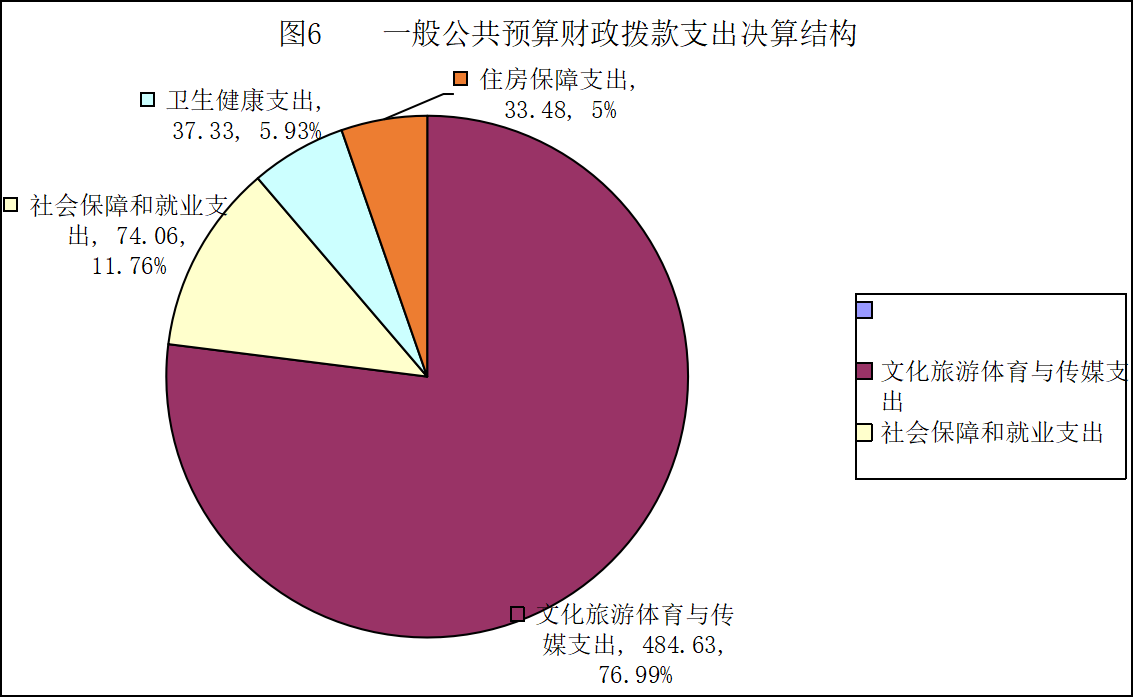 图6 一般公共预算财政拨款支出决算结构
住房保障支出,
33.48, 5%
卫生健康支出,
37.33, 5.93%
社会保障和就业支
出, 74.06,
11.76%
文化旅游体育与传媒支
出
社会保障和就业支出
文化旅游体育与传
媒支出, 484.63,
76.99%